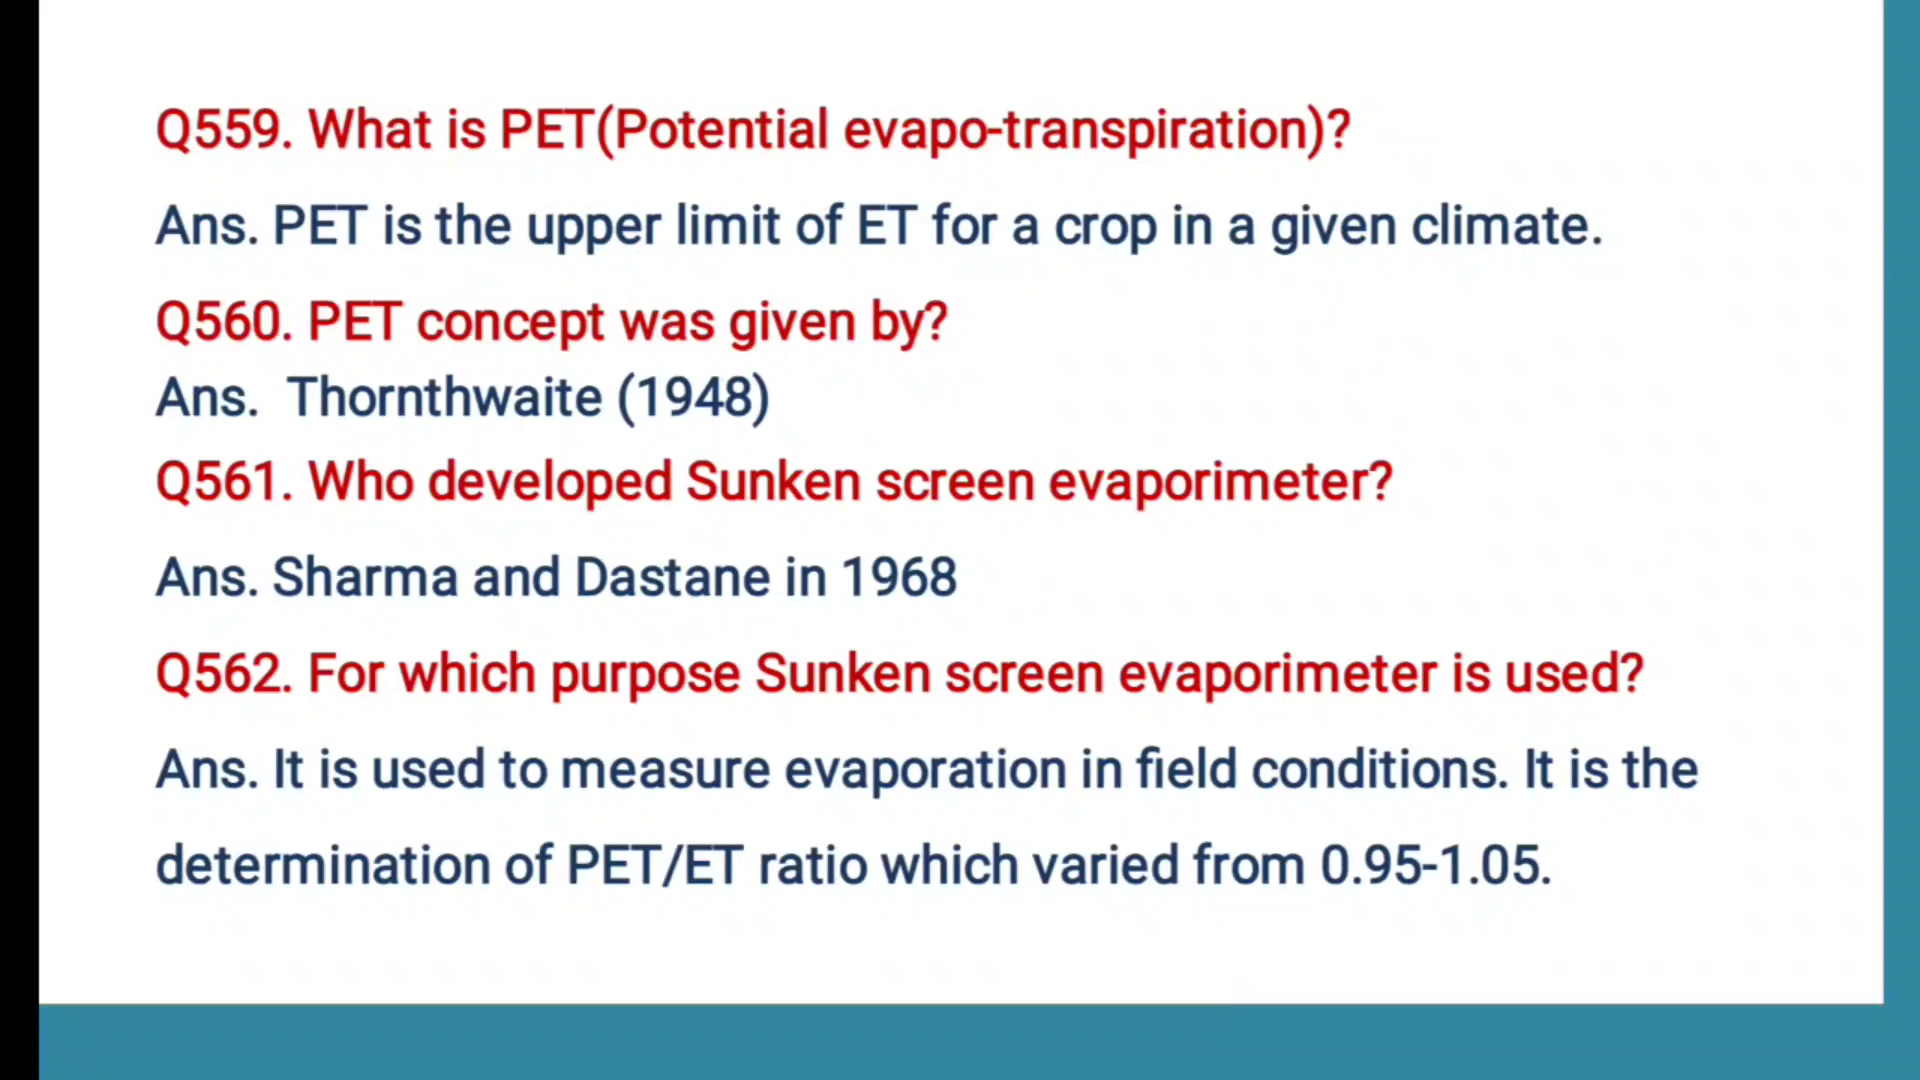 Q559. What is PET(Potential evapo-transpiration)?
Ans. PET is the upper limit of ET for a crop in a given climate.
Q560. PET concept was given by?
Ans. Thornthwaite (1948)
Q561. Who developed Sunken screen evaporimeter?
Ans. Sharma and Dastane in 1968
Q562. For which purpose Sunken screen evaporimeter is used?
Ans. It is used to measure evaporation in field conditions. It is the
determination of PET/ET ratio which varied from 0.95-1.05.